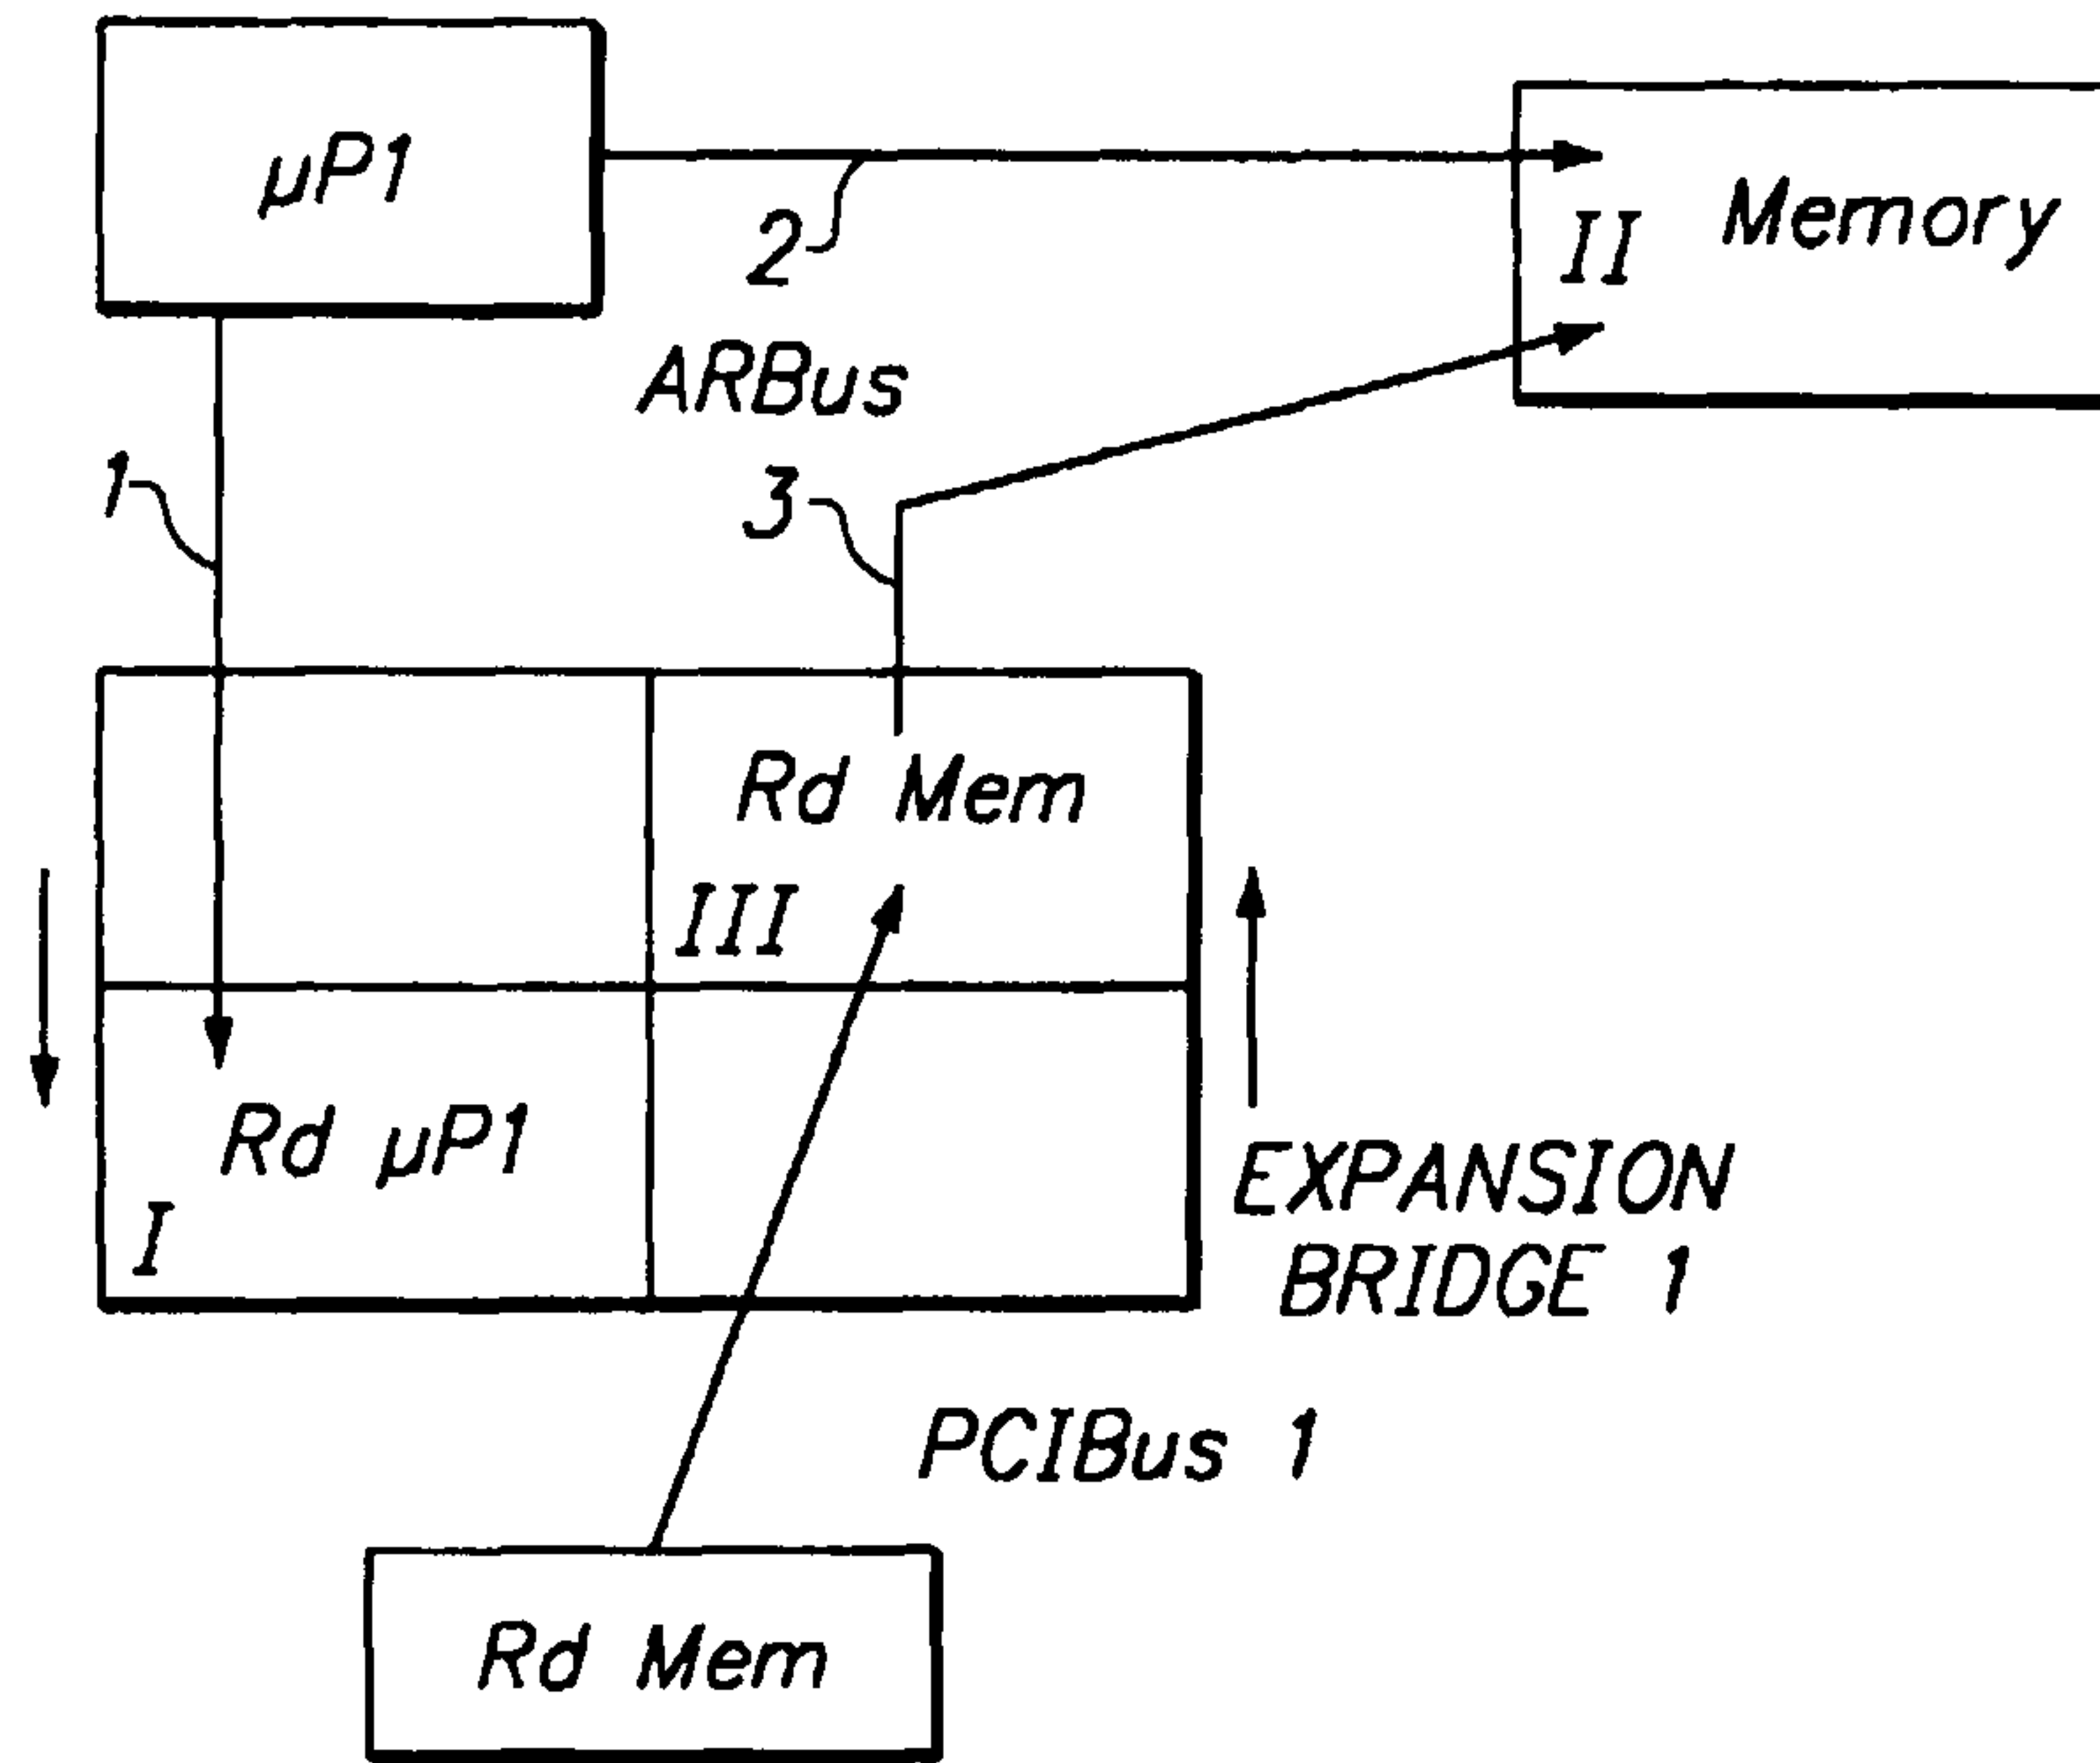 µP1
Memory
2
II
ARBus
1
3
Rd Mem
III
Rd µP1
I
EXPANSION
BRIDGE 1
PCIBus 1
Rd Mem